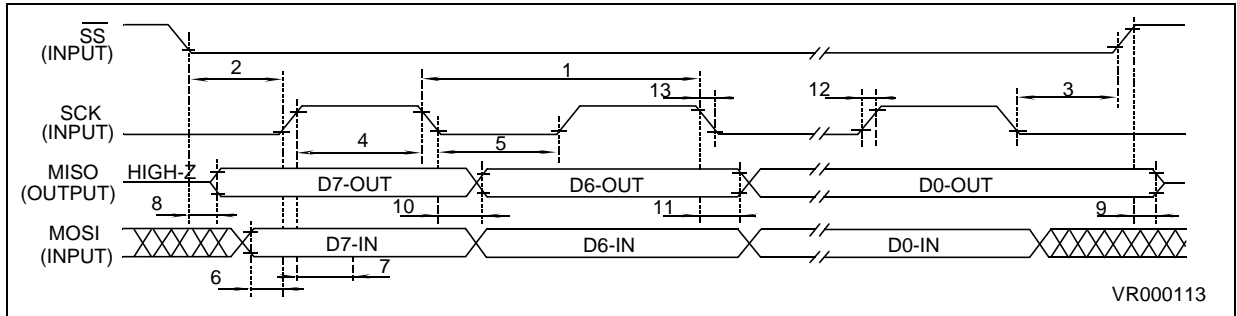 SS
(INPUT)
2
1
13
12
3
SCK
(INPUT)
4
5
MISO
(OUTPUT)
HIGH-Z
D7-OUT
D6-OUT
D0-OUT
8
10
11
9
MOSI
(INPUT)
D7-IN
D6-IN
D0-IN
6
7
VR000113